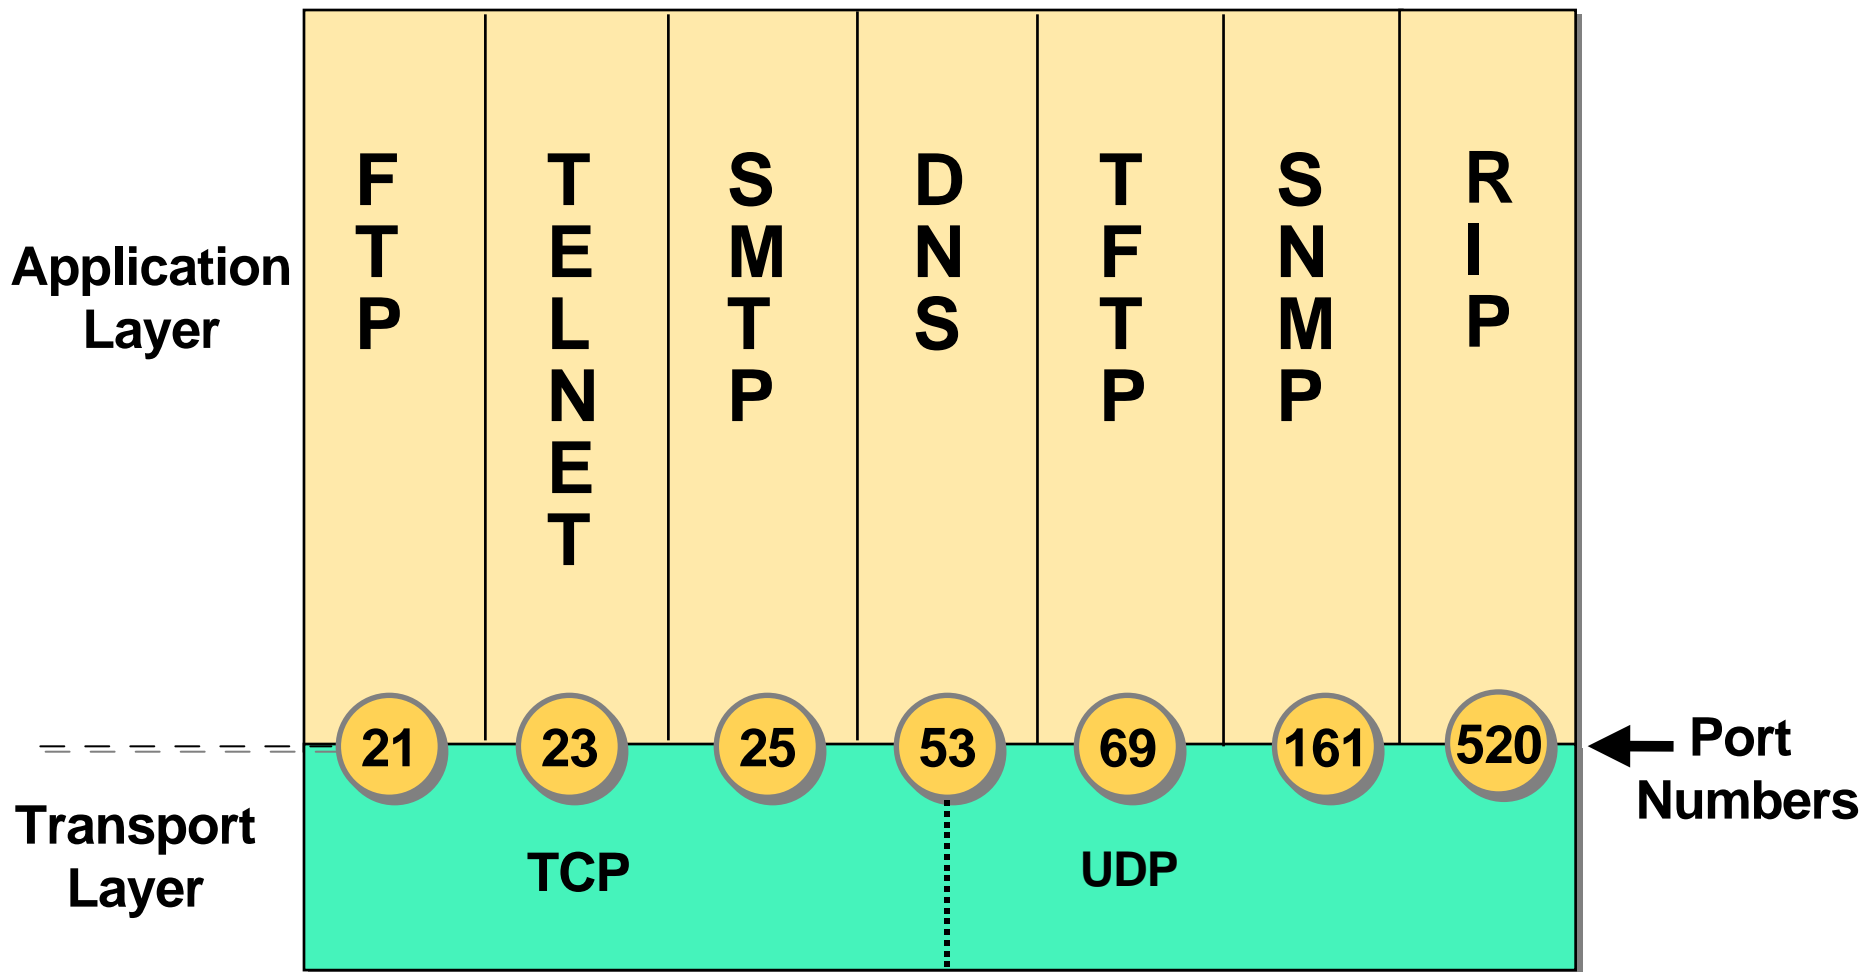 FTP
TELNET
SMTP
DNS
TFTP
SNMP
RIP
Application
Layer
21
23
25
53
69
161
520
Port
Numbers
Transport
Layer
TCP
UDP